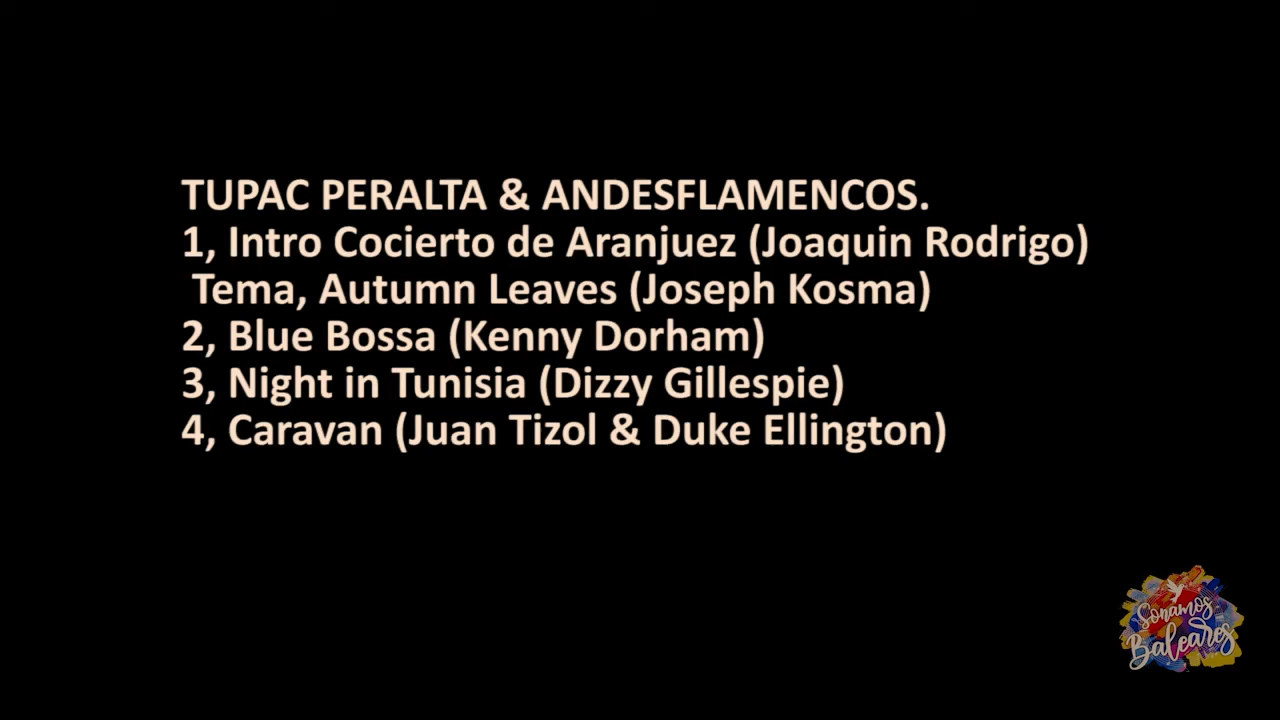 TUPAC PERALTA & ANDESFLAMENCOS.
1, Intro Cocierto de Aranjuez (Joaquin Rodrigo)
Tema, Autumn Leaves (Joseph Kosma)
2, Blue Bossa (Kenny Dorham)
3, Night in Tunisia (Dizzy Gillespie)
4, Caravan (Juan Tizol & Duke Ellington)
Sonamos
Baleares